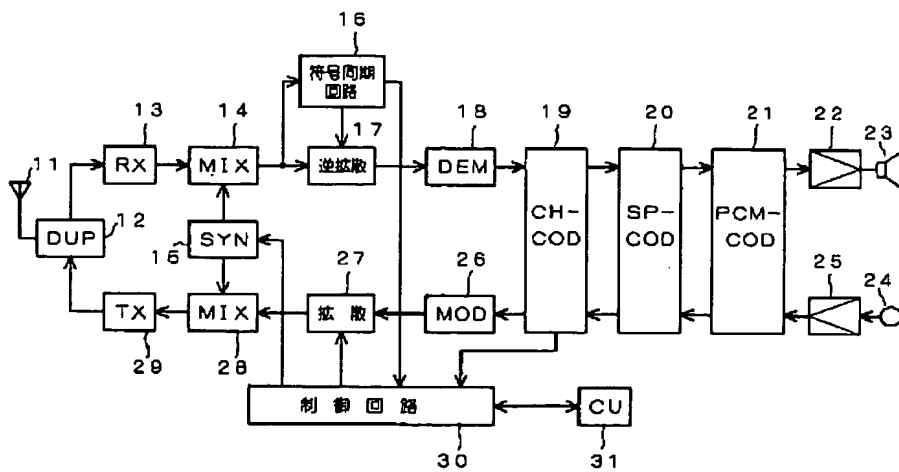 16
符号同期
回路
13
14
17
18
19
20
21
22
23
11
RX
MIX
逆拡散
DEM
12
DUP
CH-
COD
SP-
COD
PCM-
COD
15
SYN
27
26
25
24
TX
MIX
拡散
MOD
29
28
制御回路
CU
30
31